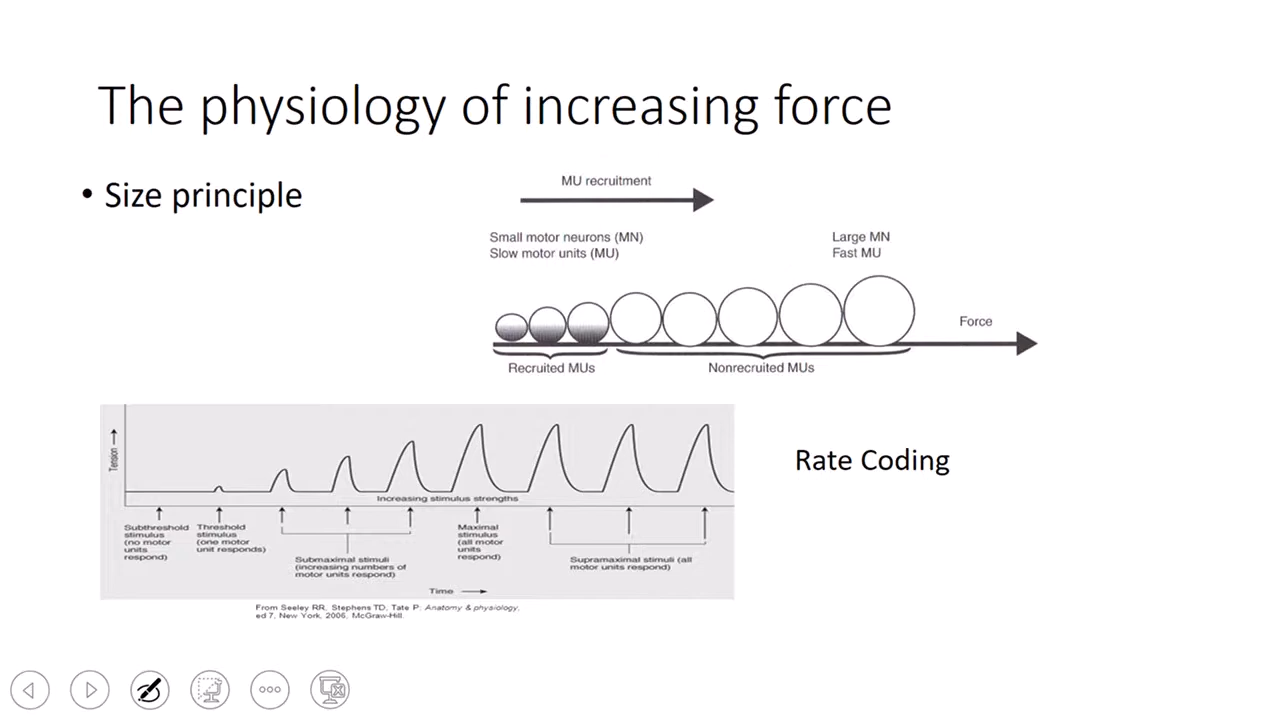 The physiology of increasing force
• Size principle
MU recruitment
Small motor neurons (MN)
Slow motor units (MU)
Large MN
Fast MU
Force
Recruited MUs
Nonrecruited MUs
Tension
Increasing stimulus strengths
Subthreshold
stimulus
(no motor
units
respond)
Threshold
stimulus
(one motor
unit responds)
Submaximal stimuli
(increasing numbers of
motor units respond)
Maximal
stimulus
(all motor
units
respond)
Supramaximal stimuli (all
motor units respond)
Time
Rate Coding
From Seeley RR, Stephens TD, Tate P: Anatomy & physiology,
ed 7, New York, 2006, McGraw-Hill.